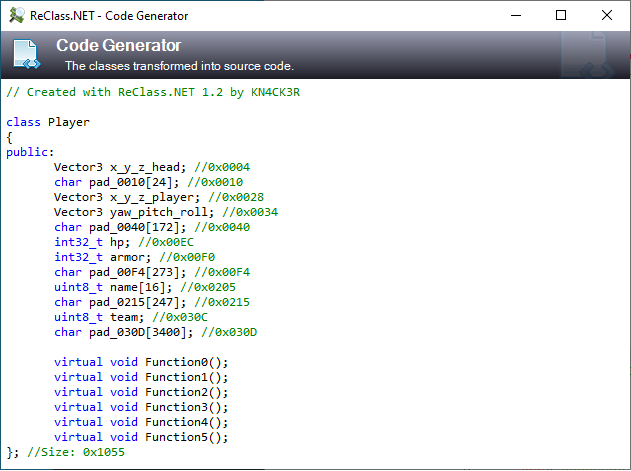 ReClass.NET - Code Generator
Code Generator
The classes transformed into source code.
// Created with ReClass.NET 1.2 by KN4CK3R
class Player
{
public:
Vector3 x_y_z_head; //0x0004
char pad_0010[24]; //0x0010
Vector3 x_y_z_player; //0x0028
Vector3 yaw_pitch_roll; //0x0034
char pad_0040[172]; //0x0040
int32_t hp; //0x00EC
int32_t armor; //0x00F0
char pad_00F4[273]; //0x00F4
uint8_t name[16]; //0x0205
char pad_0215[247]; //0x0215
uint8_t team; //0x030C
char pad_030D[3400]; //0x030D
virtual void Function0();
virtual void Function1();
virtual void Function2();
virtual void Function3();
virtual void Function4();
virtual void Function5();
}; //Size: 0x1055